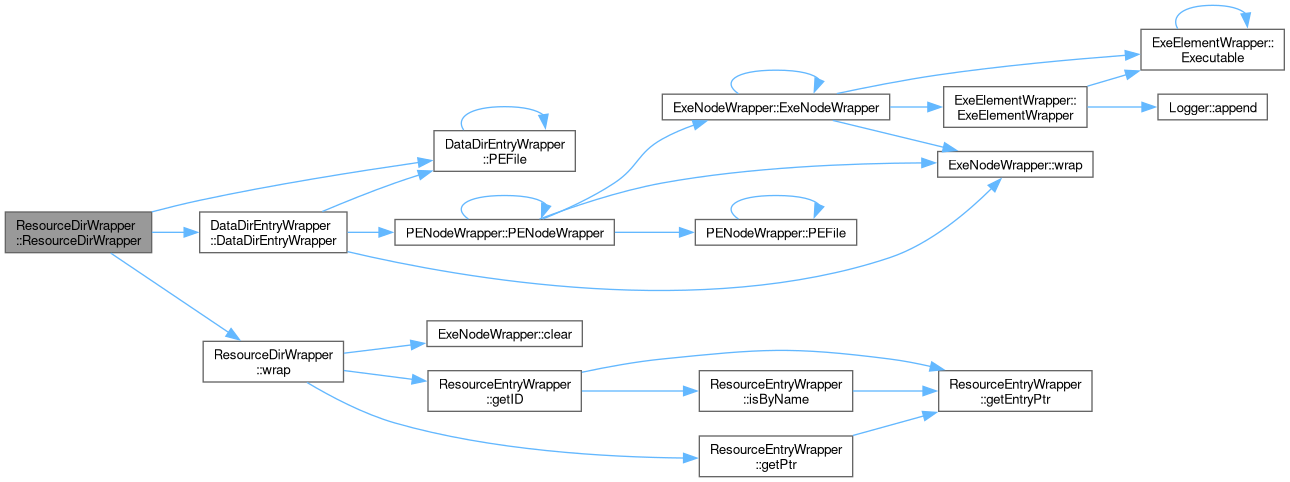 ResourceDirWrapper
::ResourceDirWrapper
DataDirEntryWrapper
::PEFile
DataDirEntryWrapper
::DataDirEntryWrapper
PENodeWrapper::PENodeWrapper
ExeNodeWrapper::ExeNodeWrapper
ExeElementWrapper::
Executable
ExeElementWrapper::
ExeElementWrapper
Logger::append
ExeNodeWrapper::wrap
PENodeWrapper::PEFile
ResourceDirWrapper
::wrap
ExeNodeWrapper::clear
ResourceEntryWrapper
::getID
ResourceEntryWrapper
::isByName
ResourceEntryWrapper
::getEntryPtr
ResourceEntryWrapper
::getPtr